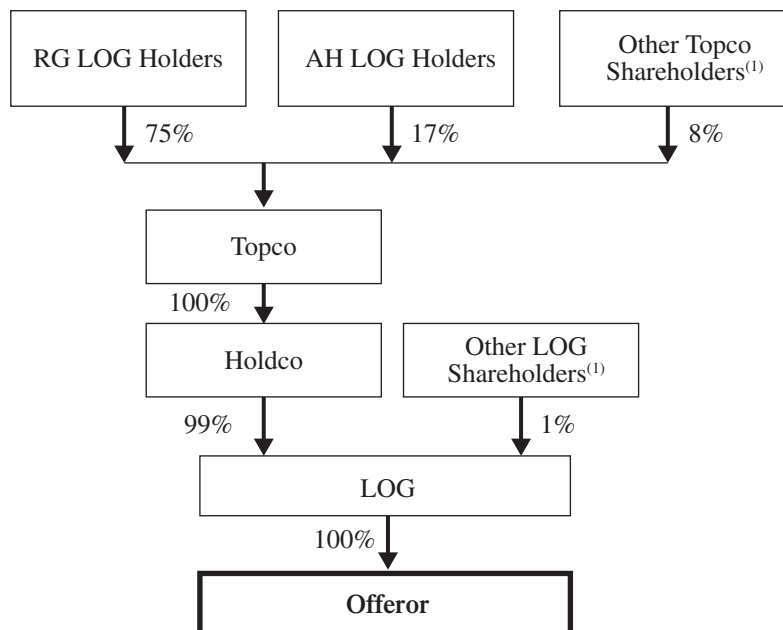 RG LOG Holders
AH LOG Holders
Other Topco
Shareholders(1)
75%
17%
8%
Topco
100%
Holdco
Other LOG
Shareholders(1)
99%
1%
LOG
100%
Offeror